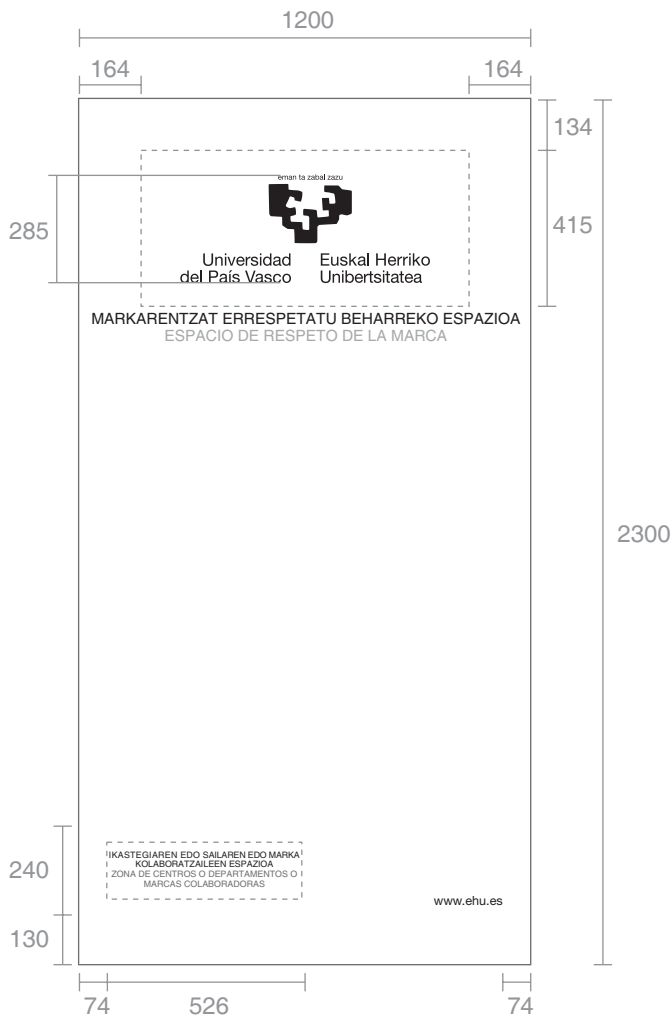 1200
164
164
134
eman ta zabal zazu
285
415
Universidad
del País Vasco
Euskal Herriko
Unibertsitatea
MARKARENTZAT ERRESPETATU BEHARREKO ESPAZIOA
ESPACIO DE RESPETO DE LA MARCA
2300
IKASTEGIAREN EDO SAILAREN EDO MARKA
KOLABORATZAILEEN ESPAZIOA
ZONA DE CENTROS O DEPARTAMENTOS O
MARCAS COLABORADORAS
240
www.ehu.es
130
74
526
74